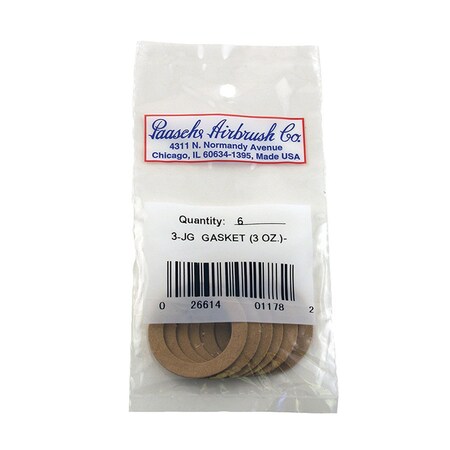 Paasche Airbrush Co.
4311 N. Normandy Avenue
Chicago, IL 60634-1395, Made USA
Quantity: 6
3-JG GASKET (3 OZ.)-
0 26614 01178 2